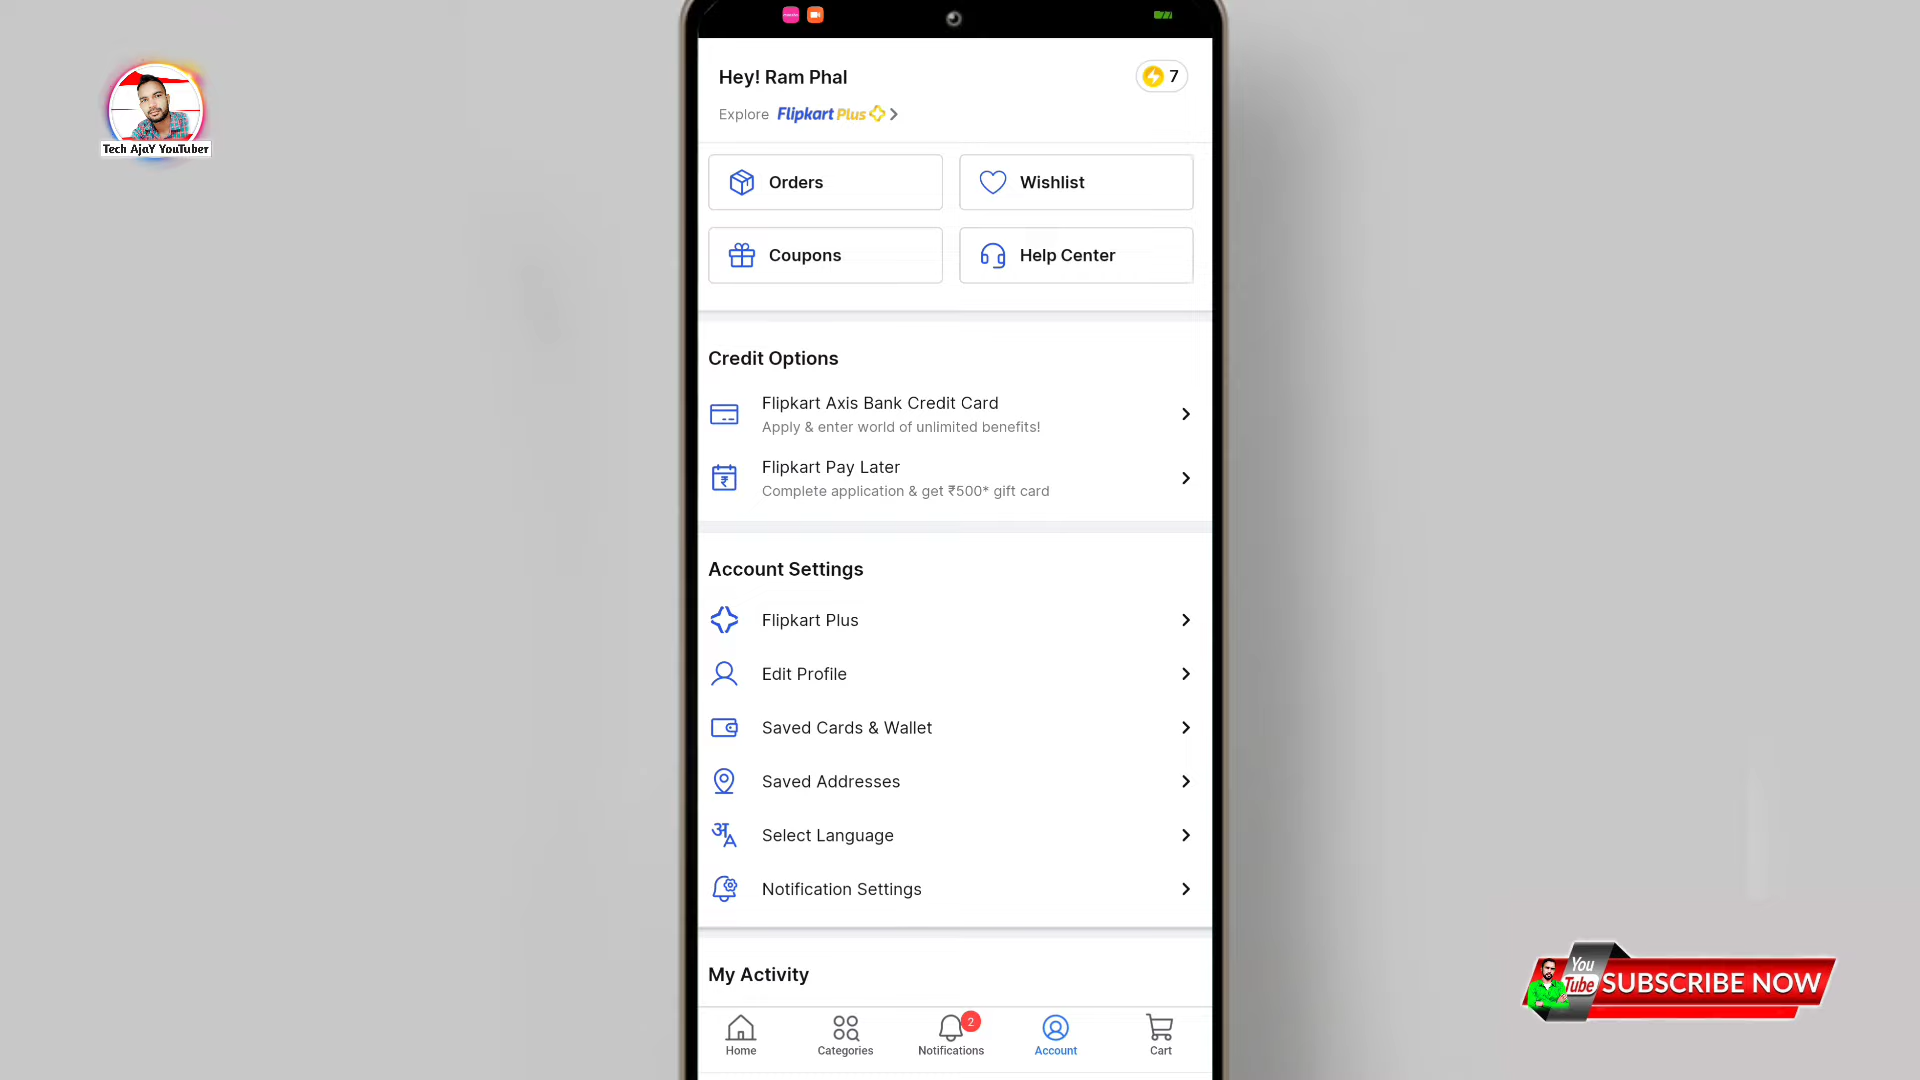 Tech AjaY YouTuber
Hey! Ram Phal
7
Explore Flipkart Plus
Orders
Wishlist
Coupons
Help Center
Credit Options
Flipkart Axis Bank Credit Card
Apply & enter world of unlimited benefits!
Flipkart Pay Later
Complete application & get ₹500* gift card
Account Settings
Flipkart Plus
Edit Profile
Saved Cards & Wallet
Saved Addresses
अ A
Select Language
Notification Settings
My Activity
2
Home
Categories
Notifications
Account
Cart
You
Tube
SUBSCRIBE NOW